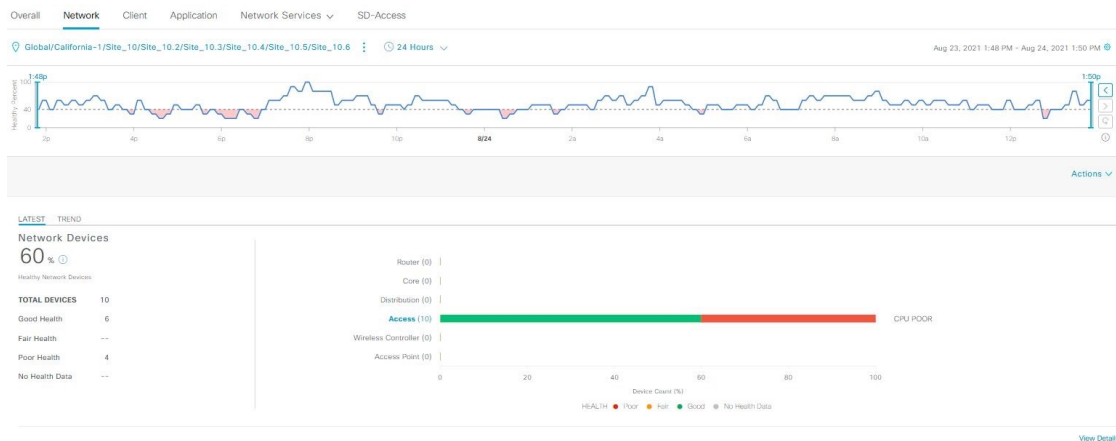 Overall Network Client Application Network Services SD-Access
Global/California-1/Site_10/Site_10.2/Site_10.3/Site_10.4/Site_10.5/Site_10.6 24 Hours Aug 23, 2021 1:48 PM - Aug 24, 2021 1:50 PM
1:48p 1:50p
Healthy Percent
100
40
0
2p 4p 6p 8p 10p 8/24 2a 4a 6a 8a 10a 12p
Actions
LATEST TREND
Network Devices
60 %
Healthy Network Devices
TOTAL DEVICES 10
Good Health 6
Fair Health --
Poor Health 4
No Health Data --
Router (0)
Core (0)
Distribution (0)
Access (10) CPU POOR
Wireless Controller (0)
Access Point (0)
0 20 40 60 80 100
Device Count (%)
HEALTH Poor Fair Good No Health Data
View Detail